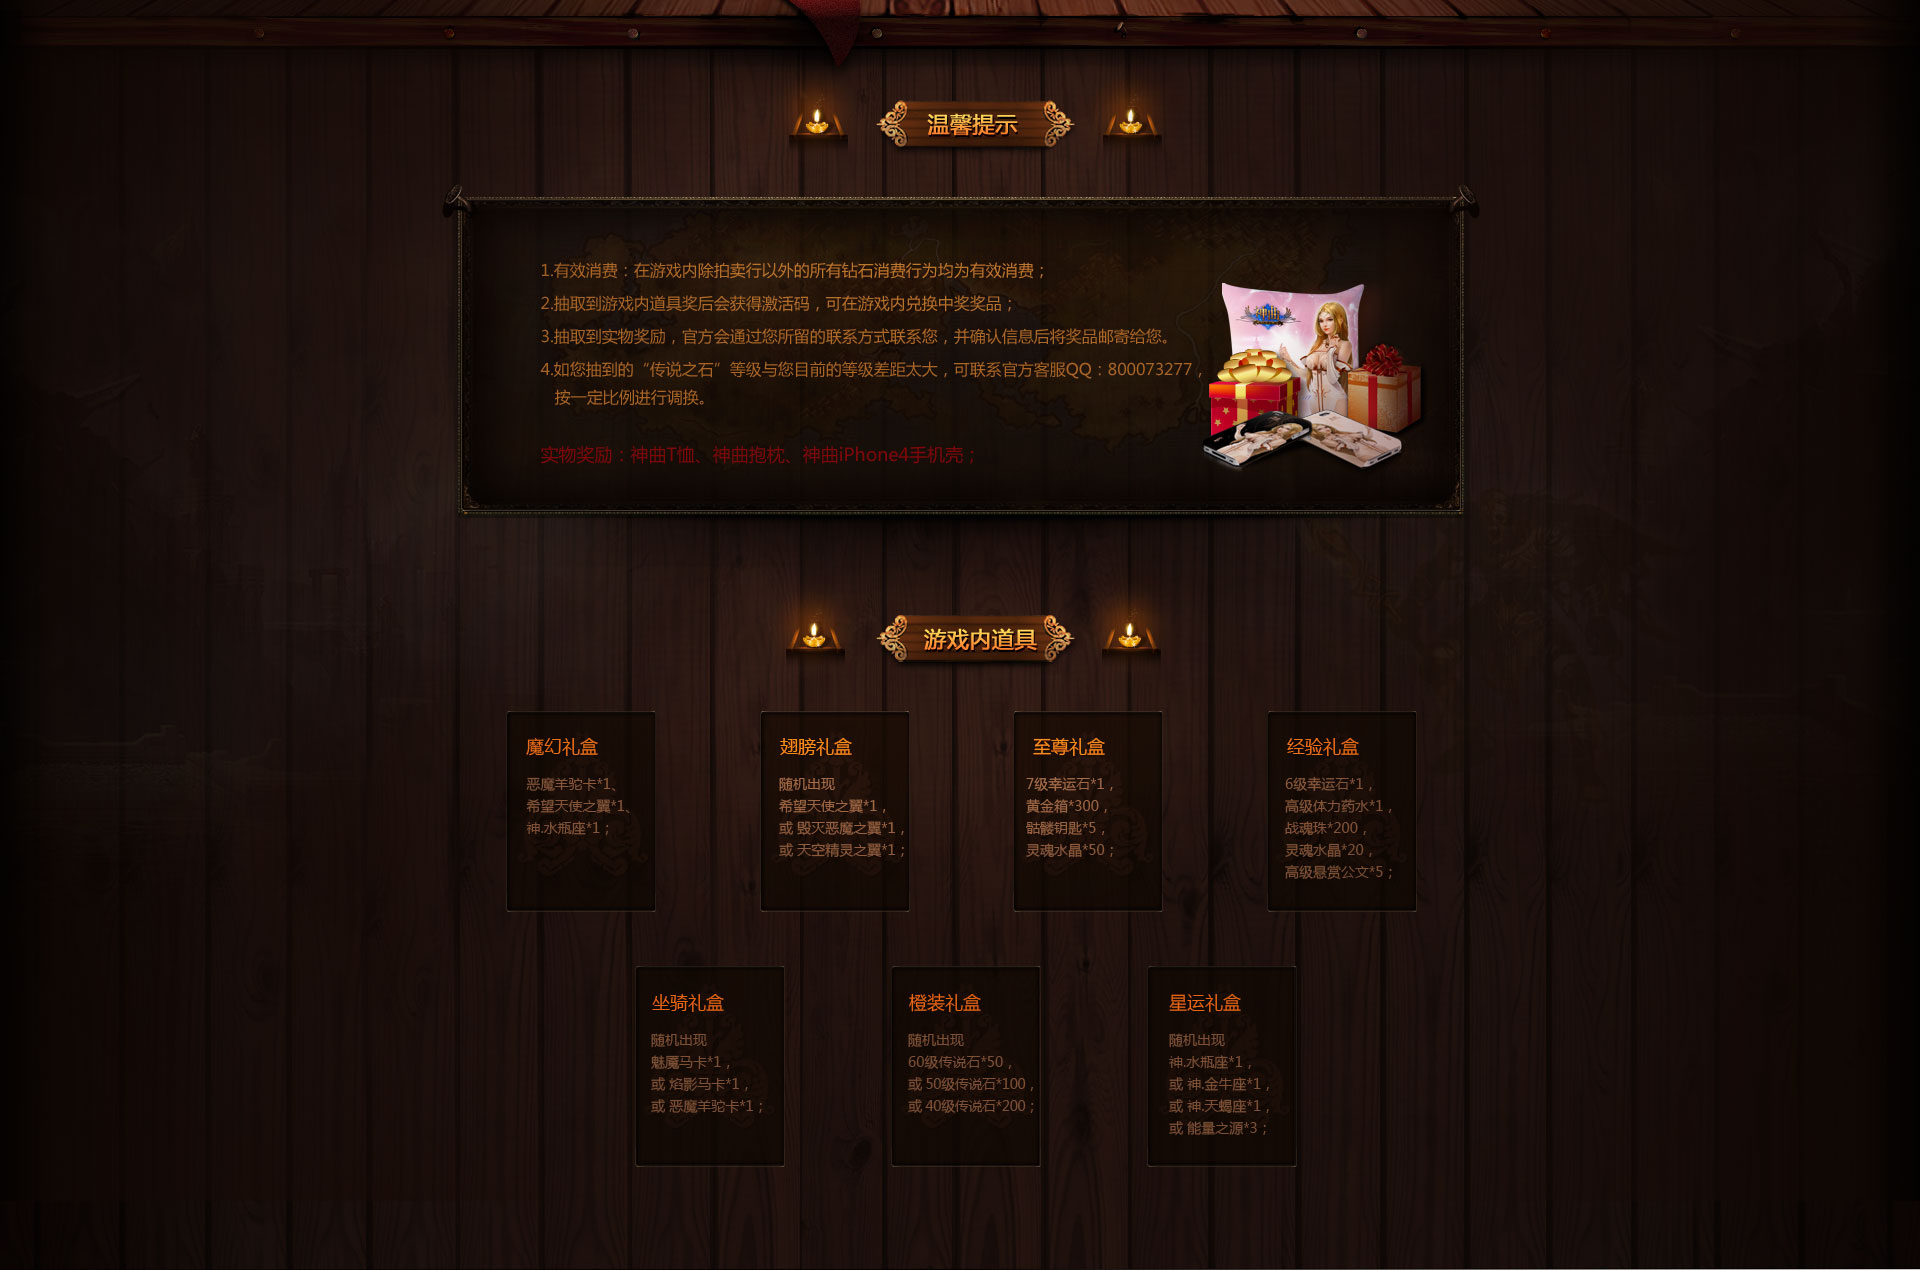 温馨提示
1.有效消费：在游戏内除拍卖行以外的所有钻石消费行为均为有效消费；
2.抽取到游戏内道具奖后会获得激活码，可在游戏内兑换中奖奖品；
3.抽取到实物奖励，官方会通过您所留的联系方式联系您，并确认信息后将奖品邮寄给您。
4.如您抽到的“传说之石”等级与您目前的等级差距太大，可联系官方客服QQ：800073277，
按一定比例进行调换。
神曲
实物奖励：神曲T恤、神曲抱枕、神曲iPhone4手机壳；
游戏内道具
魔幻礼盒
恶魔羊驼卡*1、
希望天使之翼*1、
神.水瓶座*1；
翅膀礼盒
随机出现
希望天使之翼*1，
或 毁灭恶魔之翼*1，
或 天空精灵之翼*1；
至尊礼盒
7级幸运石*1，
黄金箱*300，
骷髅钥匙*5，
灵魂水晶*50；
经验礼盒
6级幸运石*1，
高级体力药水*1，
战魂珠*200，
灵魂水晶*20，
高级悬赏公文*5；
坐骑礼盒
随机出现
魅魇马卡*1，
或 焰影马卡*1，
或 恶魔羊驼卡*1；
橙装礼盒
随机出现
60级传说石*50，
或 50级传说石*100，
或 40级传说石*200；
星运礼盒
随机出现
神.水瓶座*1，
或 神.金牛座*1，
或 神.天蝎座*1，
或 能量之源*3；